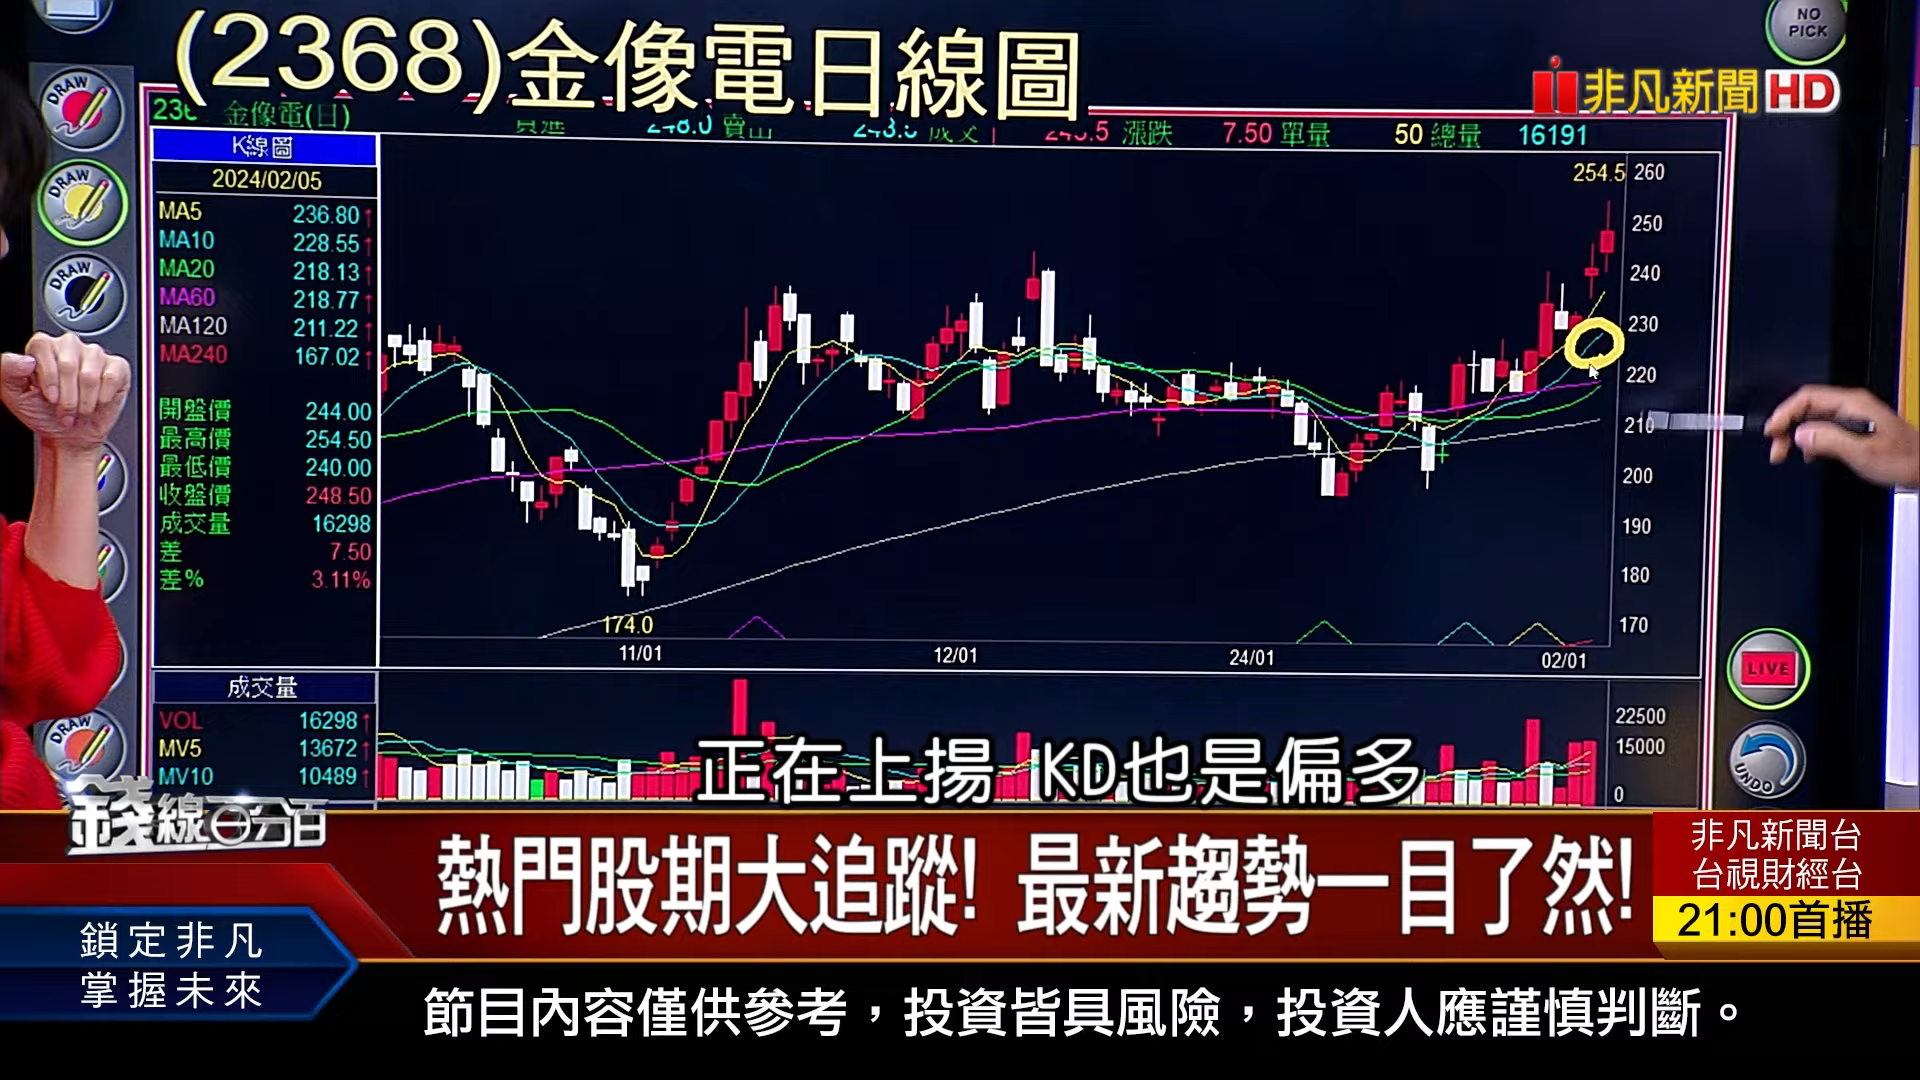 (2368)金像電日線圖
NO
PICK
非凡新聞HD
DRAW
金像電(日)
7.50 單量 50 總量 16191
漲跌
K線圖
2024/02/05
MA5 236.80↑
MA10 228.55↑
MA20 218.13↑
MA60 218.77↑
MA120 211.22↑
MA240 167.02↑
開盤價 244.00
最高價 254.50
最低價 240.00
收盤價 248.50
成交量 16298
差 7.50
差% 3.11%
254.5
260
250
240
230
220
210
200
190
180
170
174.0
11/01
12/01
24/01
02/01
DRAW
DRAW
DRAW
LIVE
UNDO
成交量
VOL 16298↑
MV5 13672↑
MV10 10489↑
22500
15000
0
正在上揚 KD也是偏多
錢線百分百
熱門股期大追蹤! 最新趨勢一目了然!
非凡新聞台
台視財經台
21:00首播
鎖定非凡
掌握未來
節目內容僅供參考，投資皆具風險，投資人應謹慎判斷。